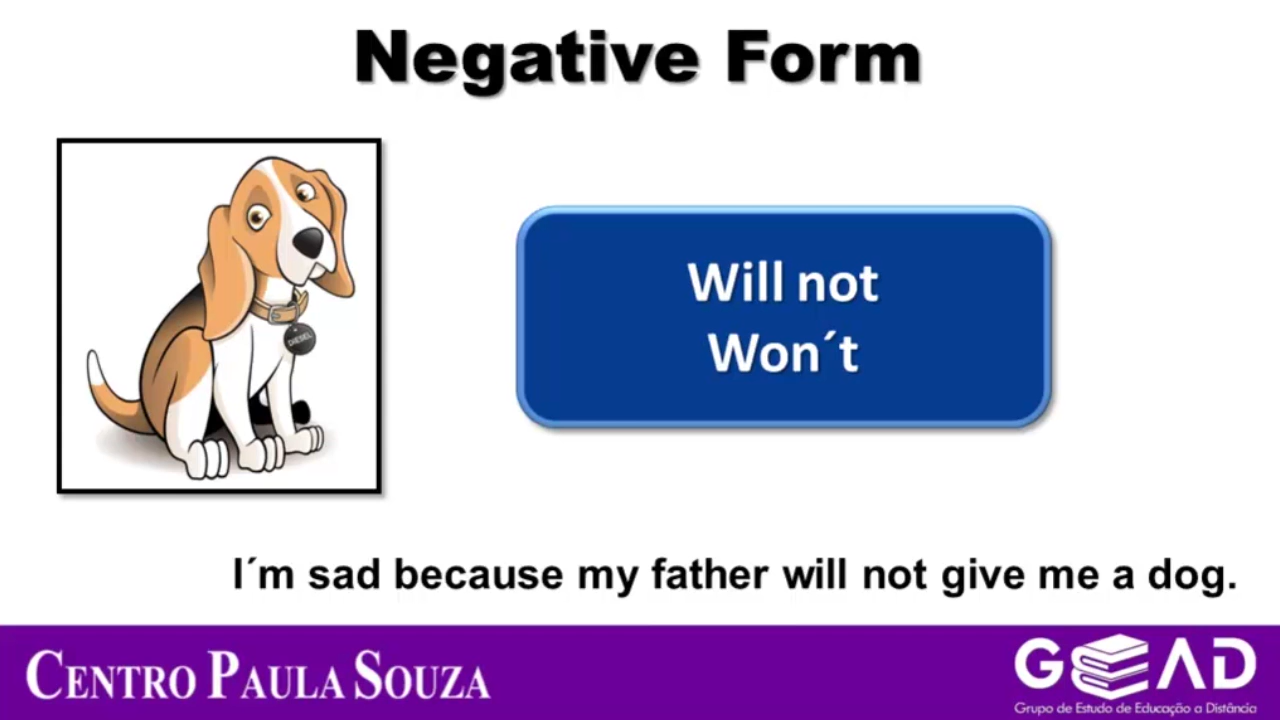 Negative Form
DIESEL
Will not
Won´t
I´m sad because my father will not give me a dog.
CENTRO PAULA SOUZA
GEAD
Grupo de Estudo de Educação a Distância